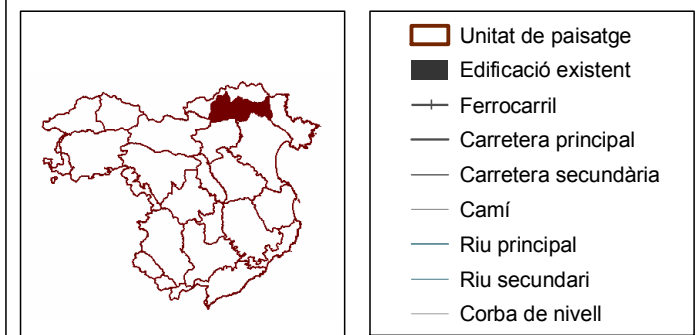 Unitat de paisatge
Edificació existent
Ferrocarril
Carretera principal
Carretera secundària
Camí
Riu principal
Riu secundari
Corba de nivell